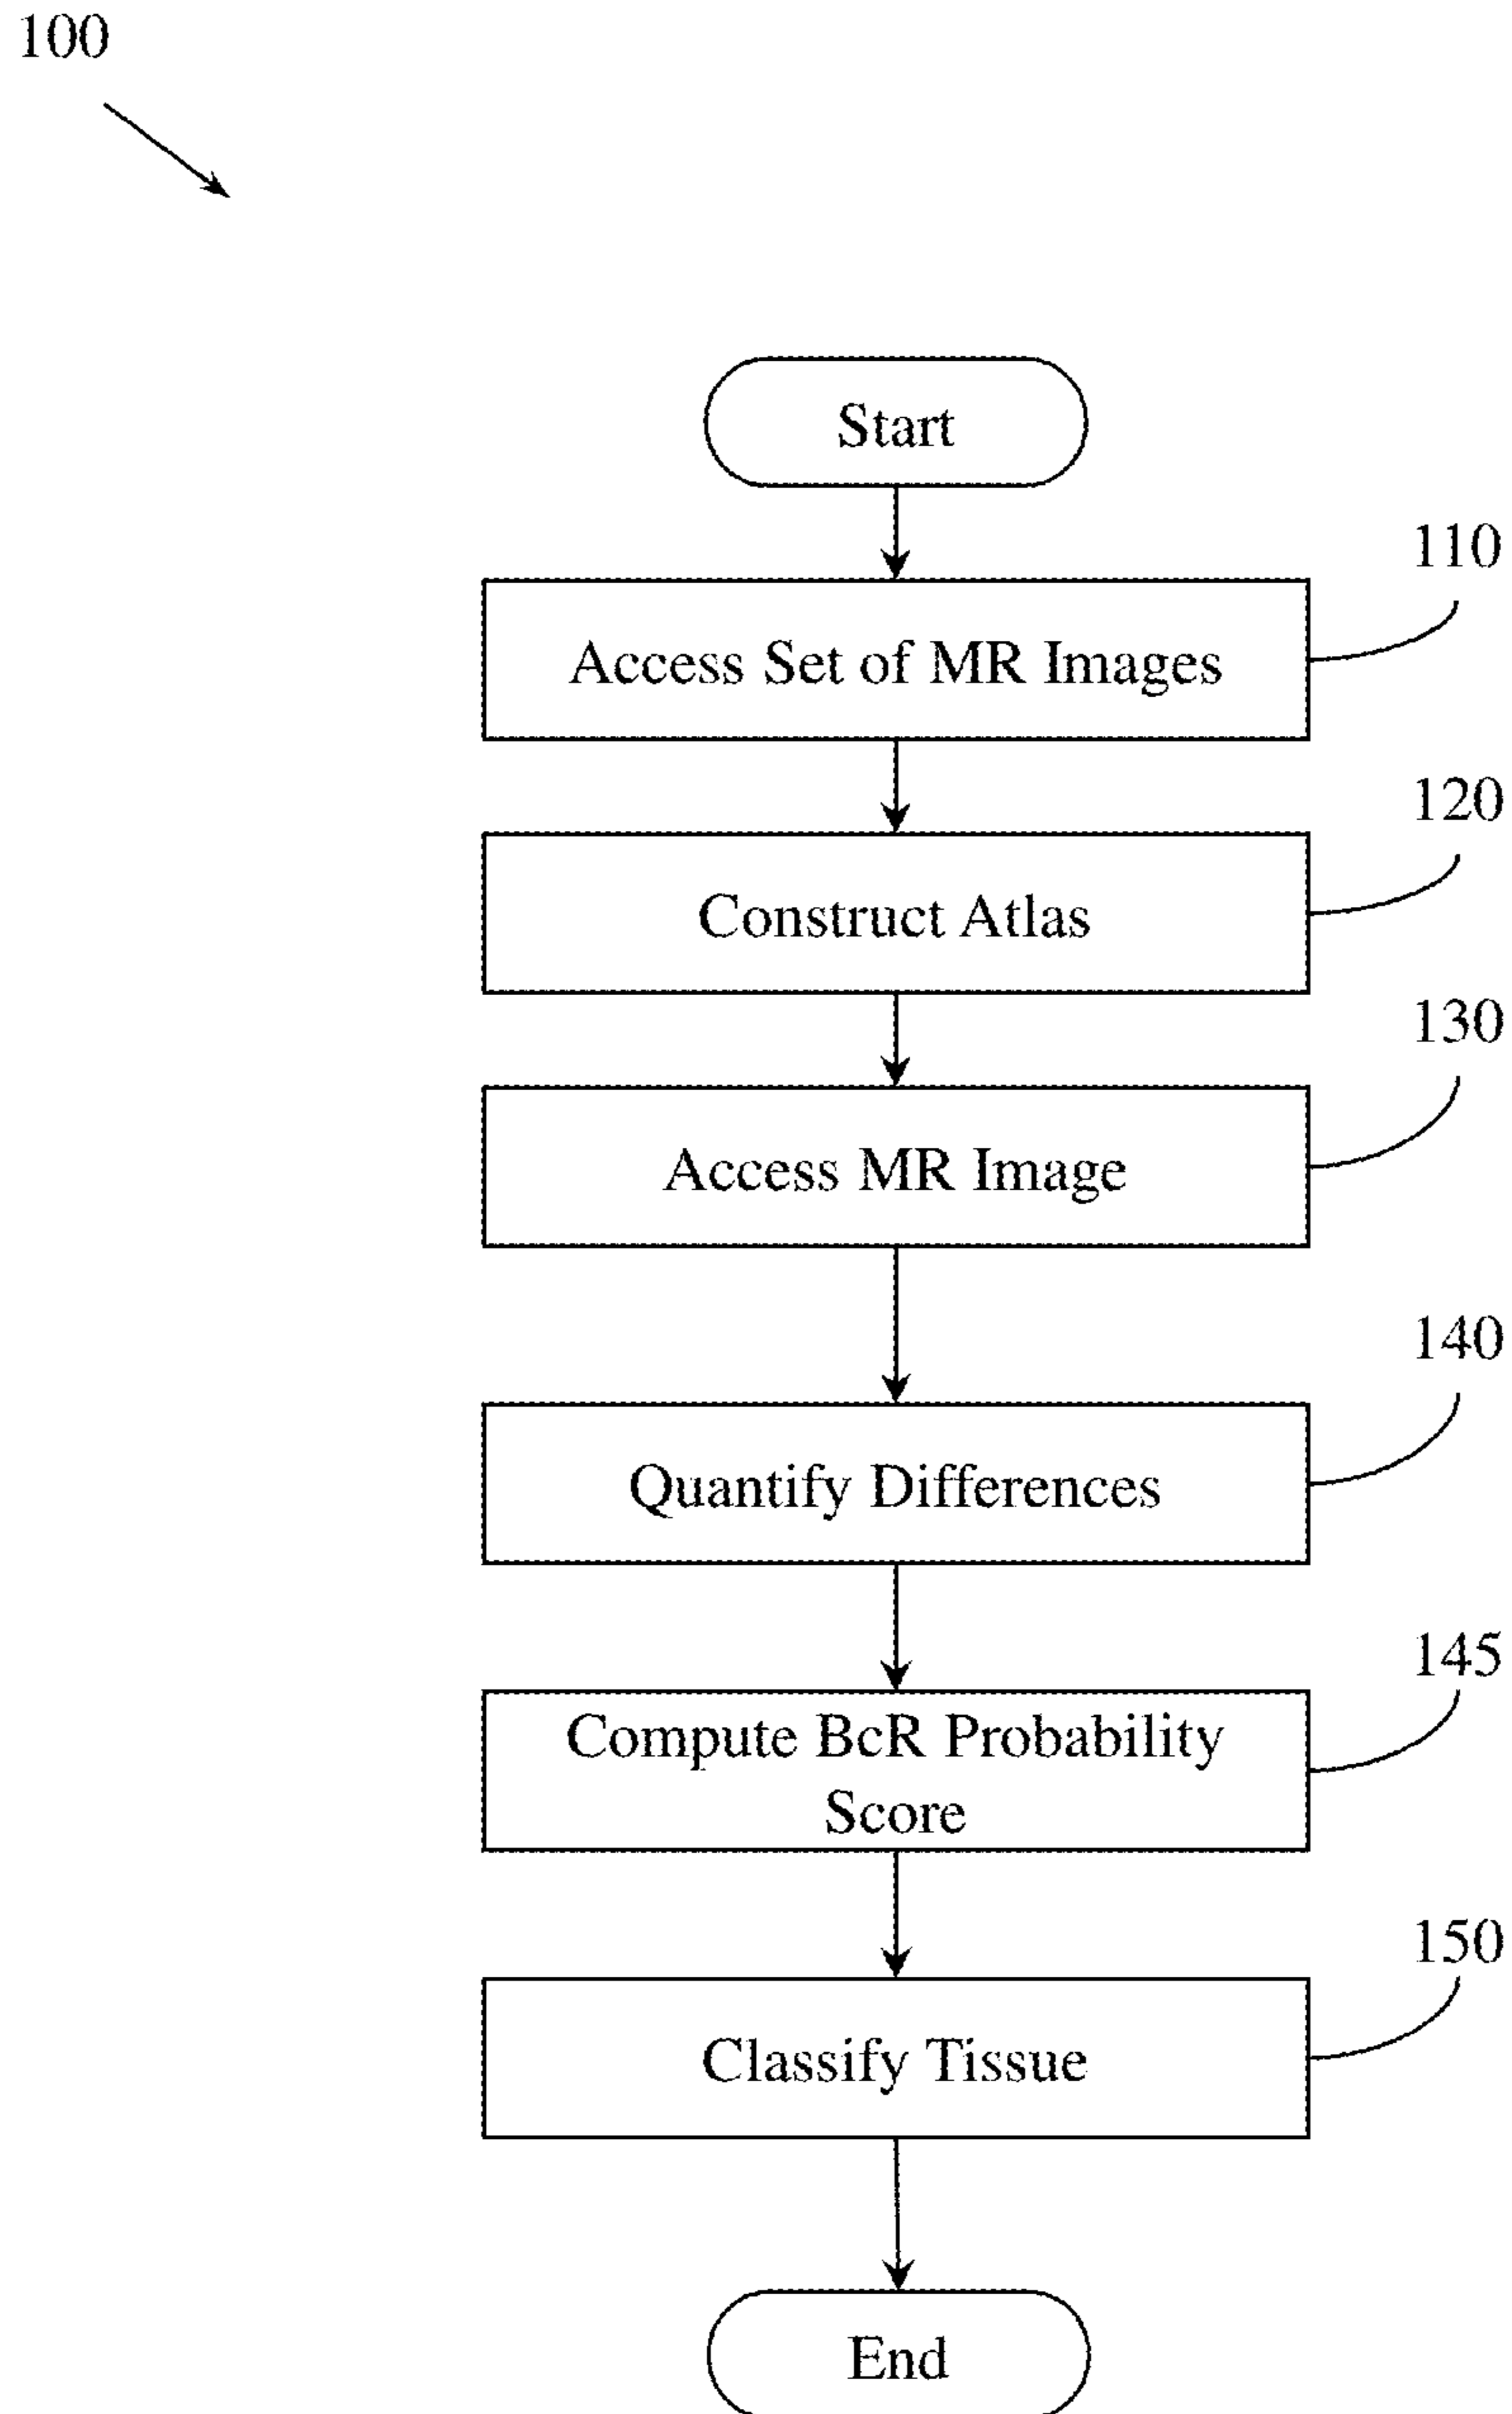 100
Start
110
Access Set of MR Images
120
Construct Atlas
130
Access MR Image
140
Quantify Differences
145
Compute BcR Probability
Score
150
Classify Tissue
End